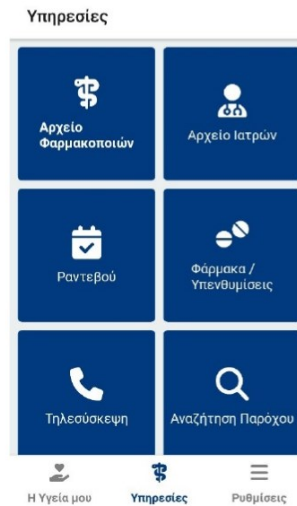 Υπηρεσίες
Αρχείο
Φαρμακοποιών
Αρχείο Ιατρών
Ραντεβού
Φάρμακα /
Υπενθυμίσεις
Τηλεσύσκεψη
Αναζήτηση Παρόχου
Η Υγεία μου
Υπηρεσίες
Ρυθμίσεις